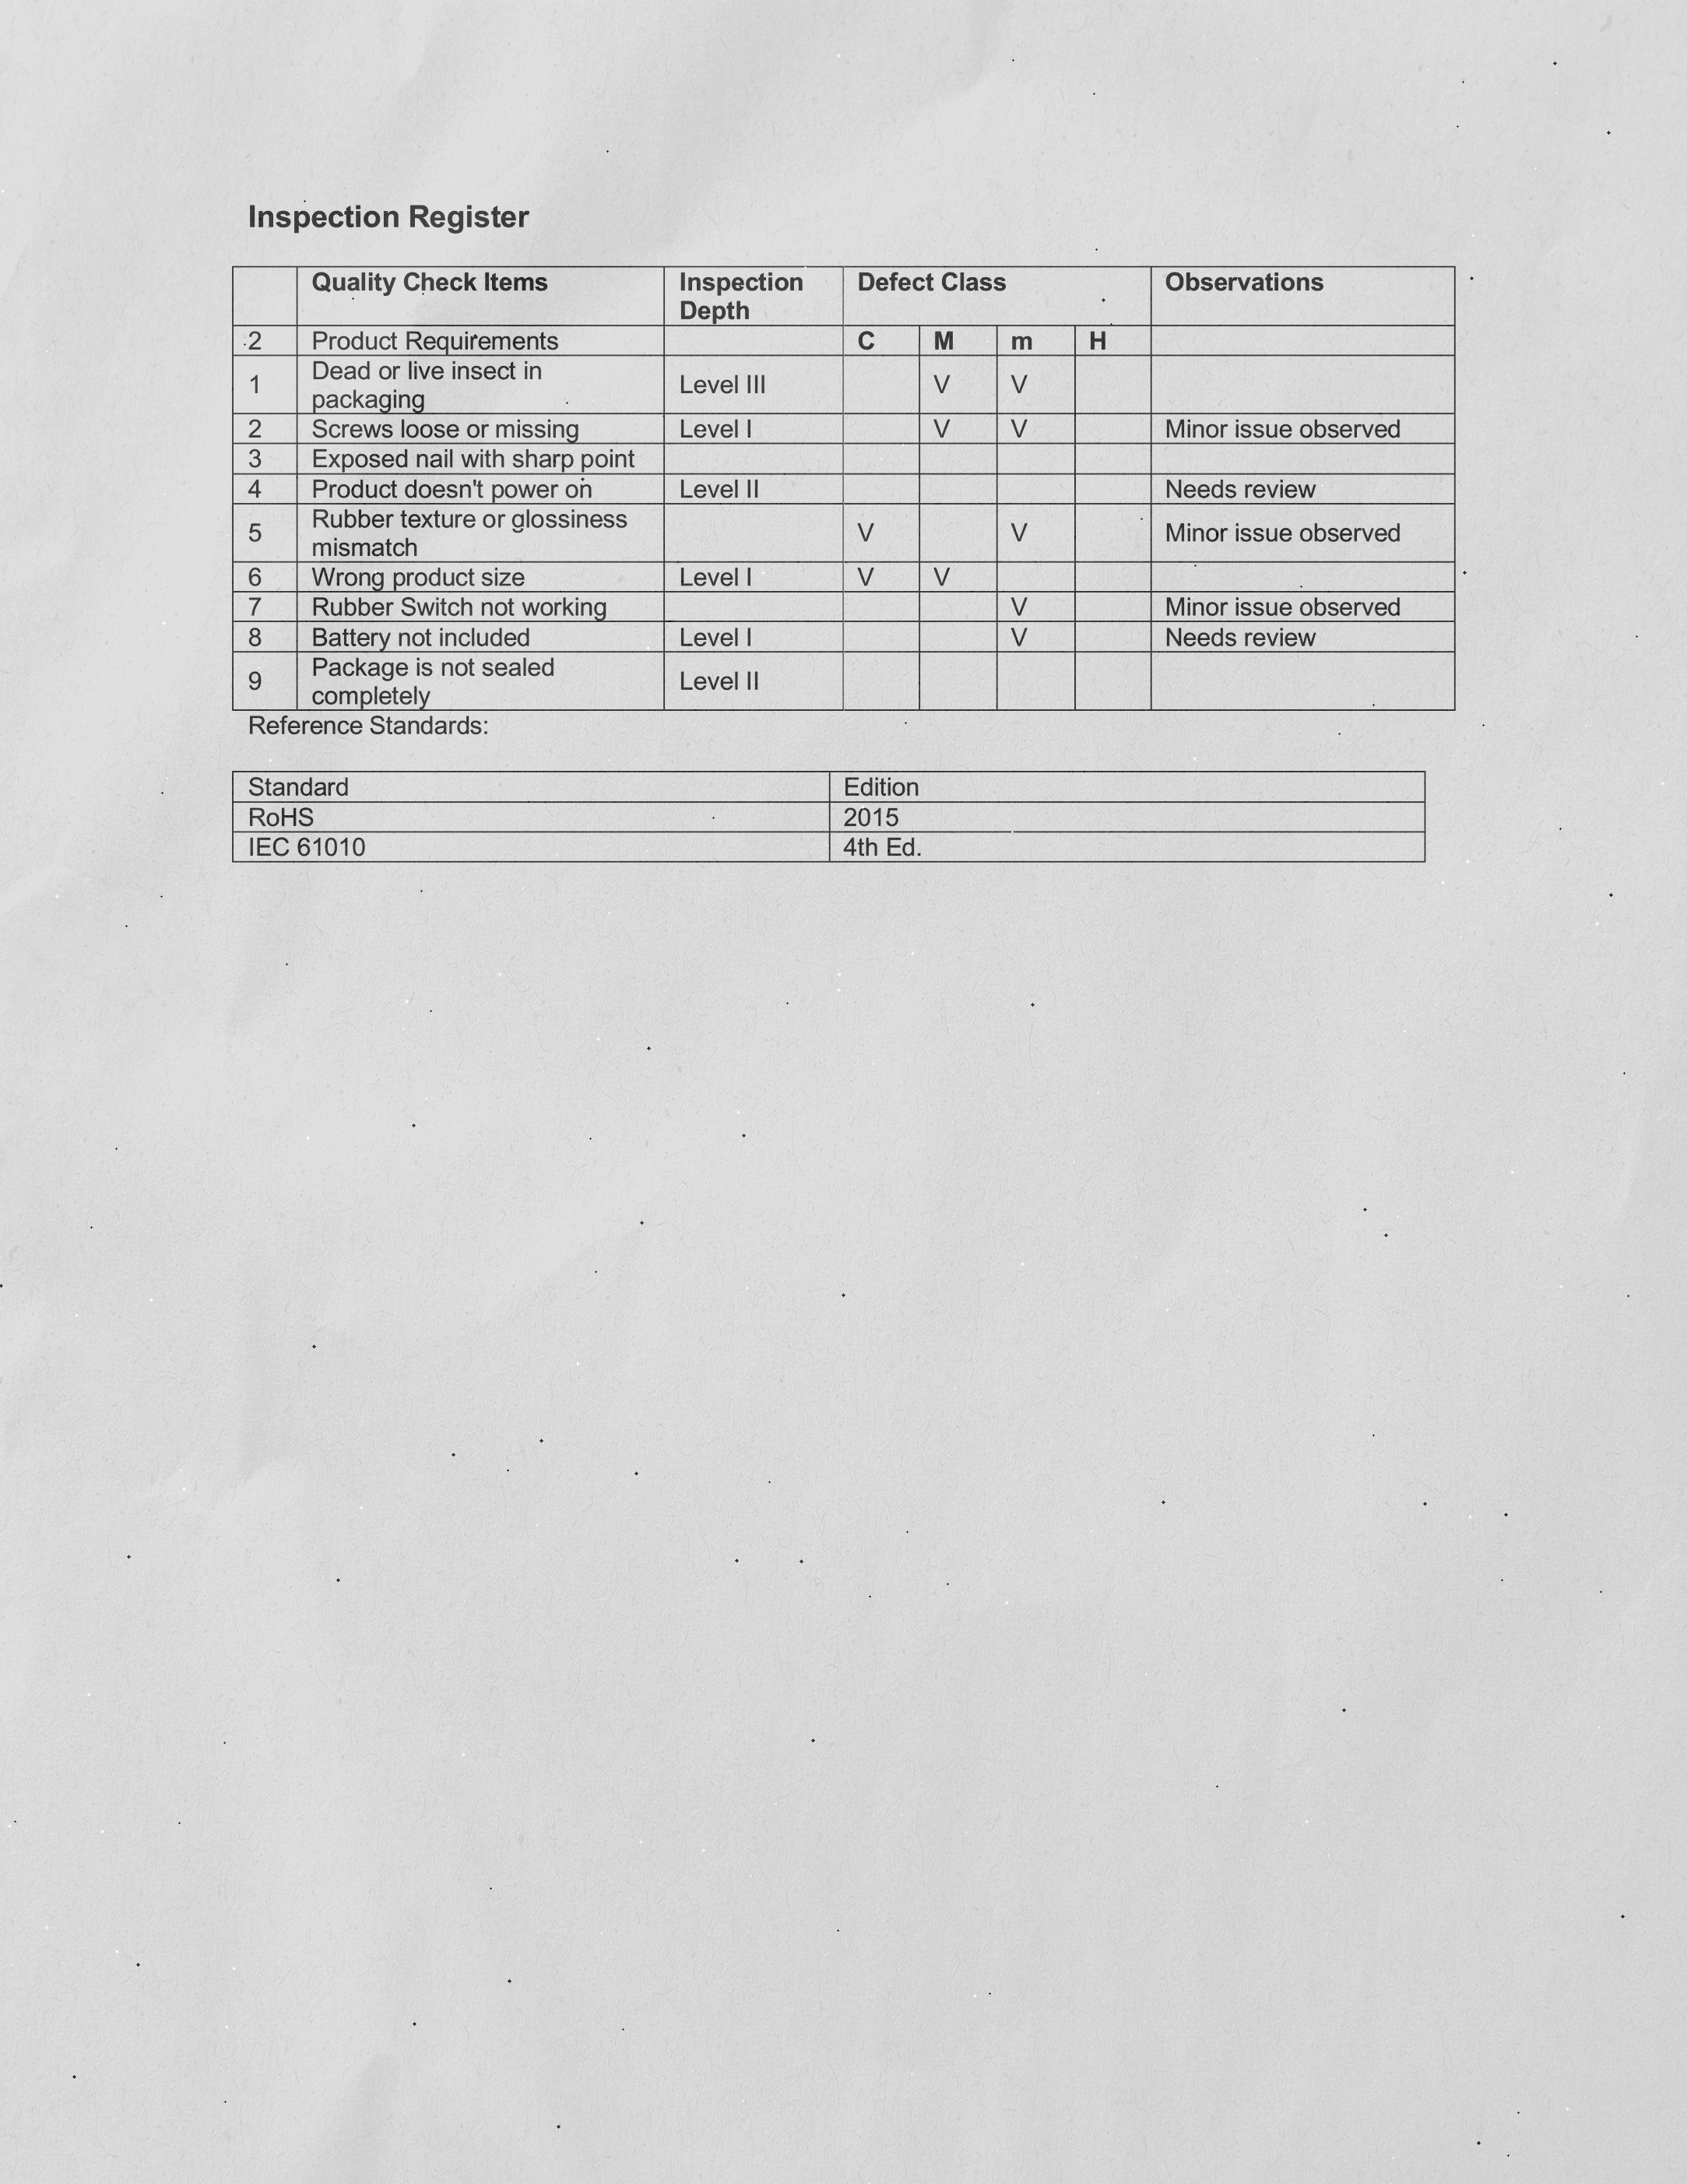 Inspection Register
Quality Check Items Inspection Depth Defect Class Observations
2 Product Requirements C M m H
1 Dead or live insect in packaging Level III V V
2 Screws loose or missing Level I V V Minor issue observed
3 Exposed nail with sharp point
4 Product doesn't power on Level II Needs review
5 Rubber texture or glossiness mismatch V V Minor issue observed
6 Wrong product size Level I V V
7 Rubber Switch not working V Minor issue observed
8 Battery not included Level I V Needs review
9 Package is not sealed completely Level II
Reference Standards:
Standard Edition
RoHS 2015
IEC 61010 4th Ed.